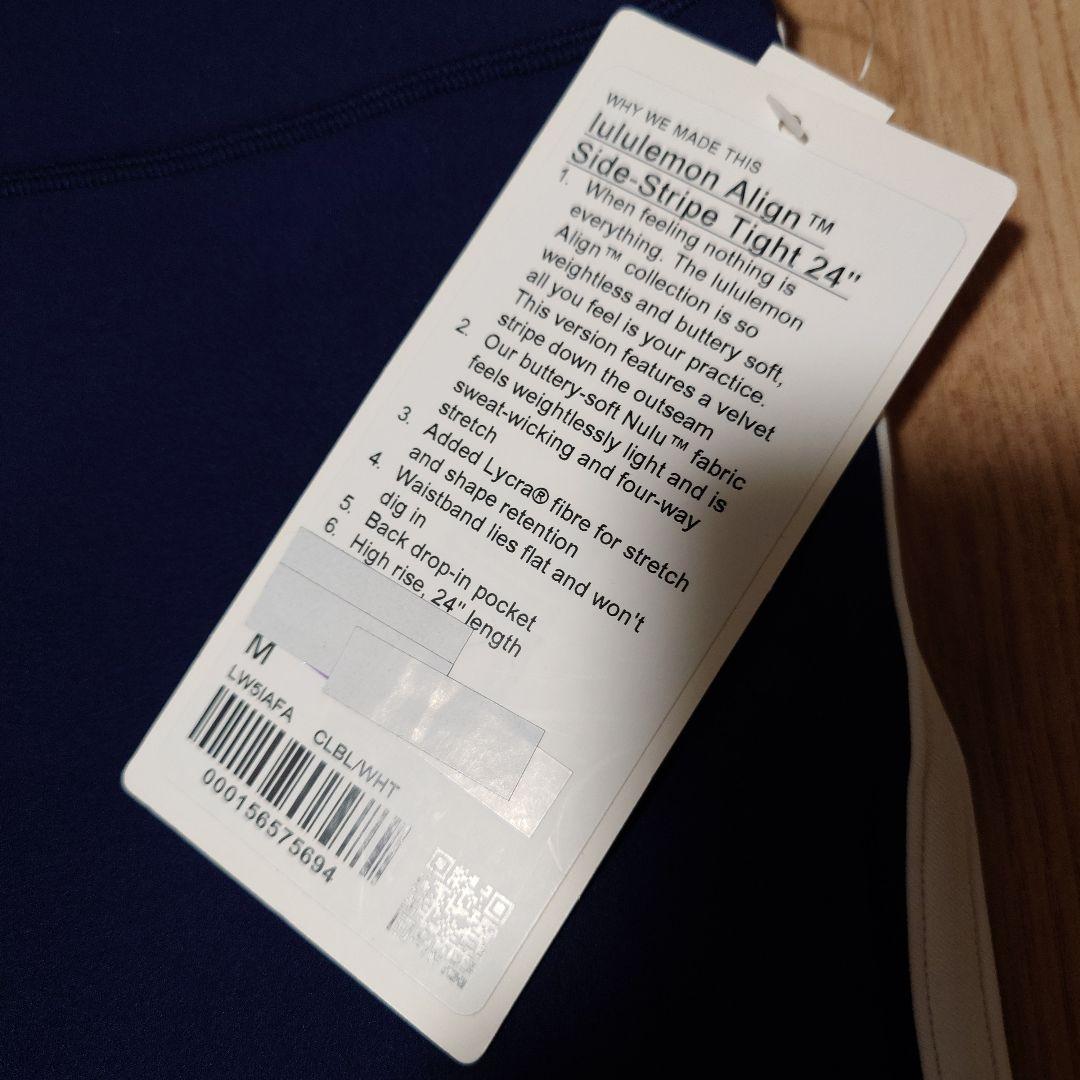 WHY WE MADE THIS
lululemon Align™
Side-Stripe Tight 24"
1. When feeling nothing is
everything. The lululemon
Align™ collection is so
weightless and buttery soft,
all you feel is your practice.
This version features a velvet
stripe down the outseam
2. Our buttery-soft Nulu™ fabric
feels weightlessly light and is
sweat-wicking and four-way
stretch
3. Added Lycra® fibre for stretch
and shape retention
4. Waistband lies flat and won't
dig in
5. Back drop-in pocket
6. High rise, 24" length
M
LW5IAFA CLBL/WHT
000156575694